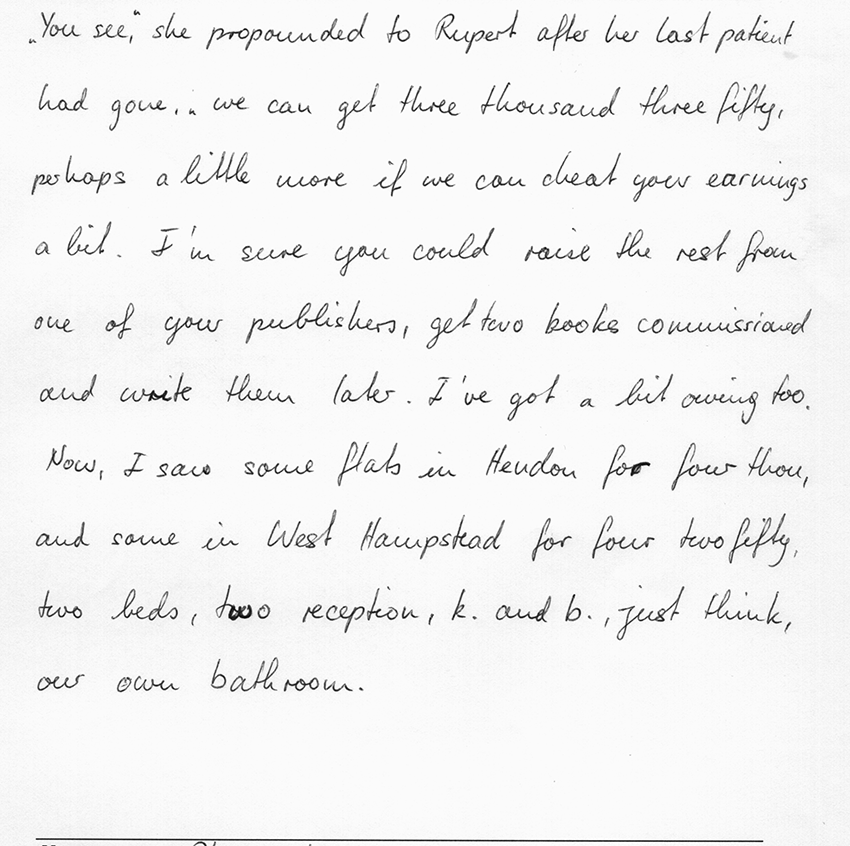 „You see," she propounded to Rupert after her last patient
had gone, „we can get three thousand three fifty,
perhaps a little more if we can cheat your earnings
a bit. I'm sure you could raise the rest from
one of your publishers, get two books commissioned
and write them later. I've got a bit owing too.
Now, I saw some flats in Hendon for four thou,
and some in West Hampstead for four two fifty,
two beds, two reception, k. and b., just think,
our own bathroom.